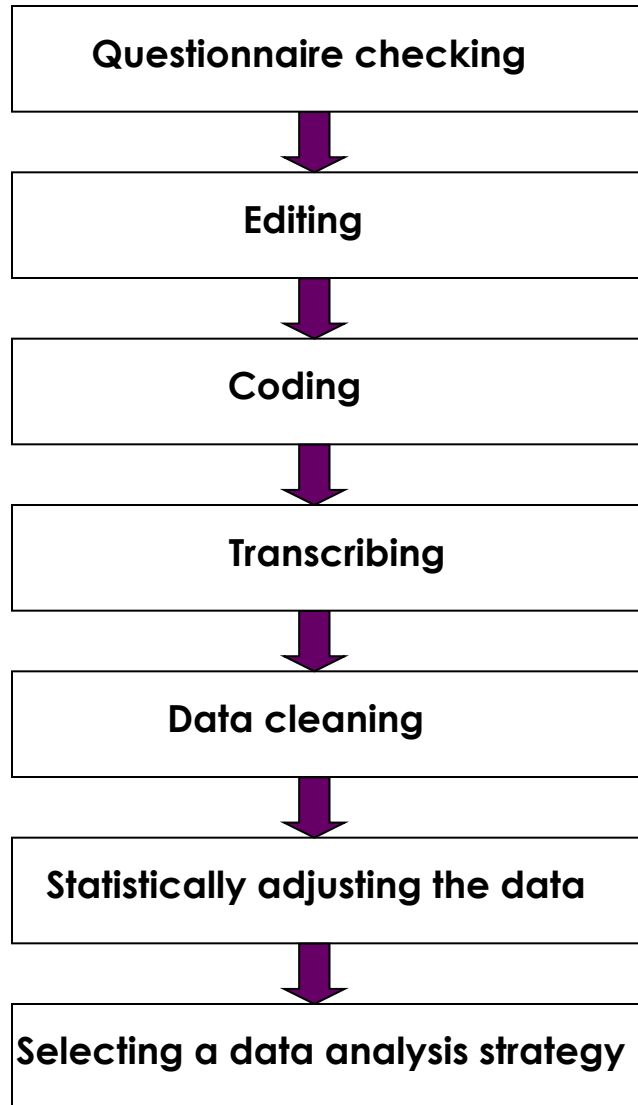 Questionnaire checking
Editing
Coding
Transcribing
Data cleaning
Statistically adjusting the data
Selecting a data analysis strategy